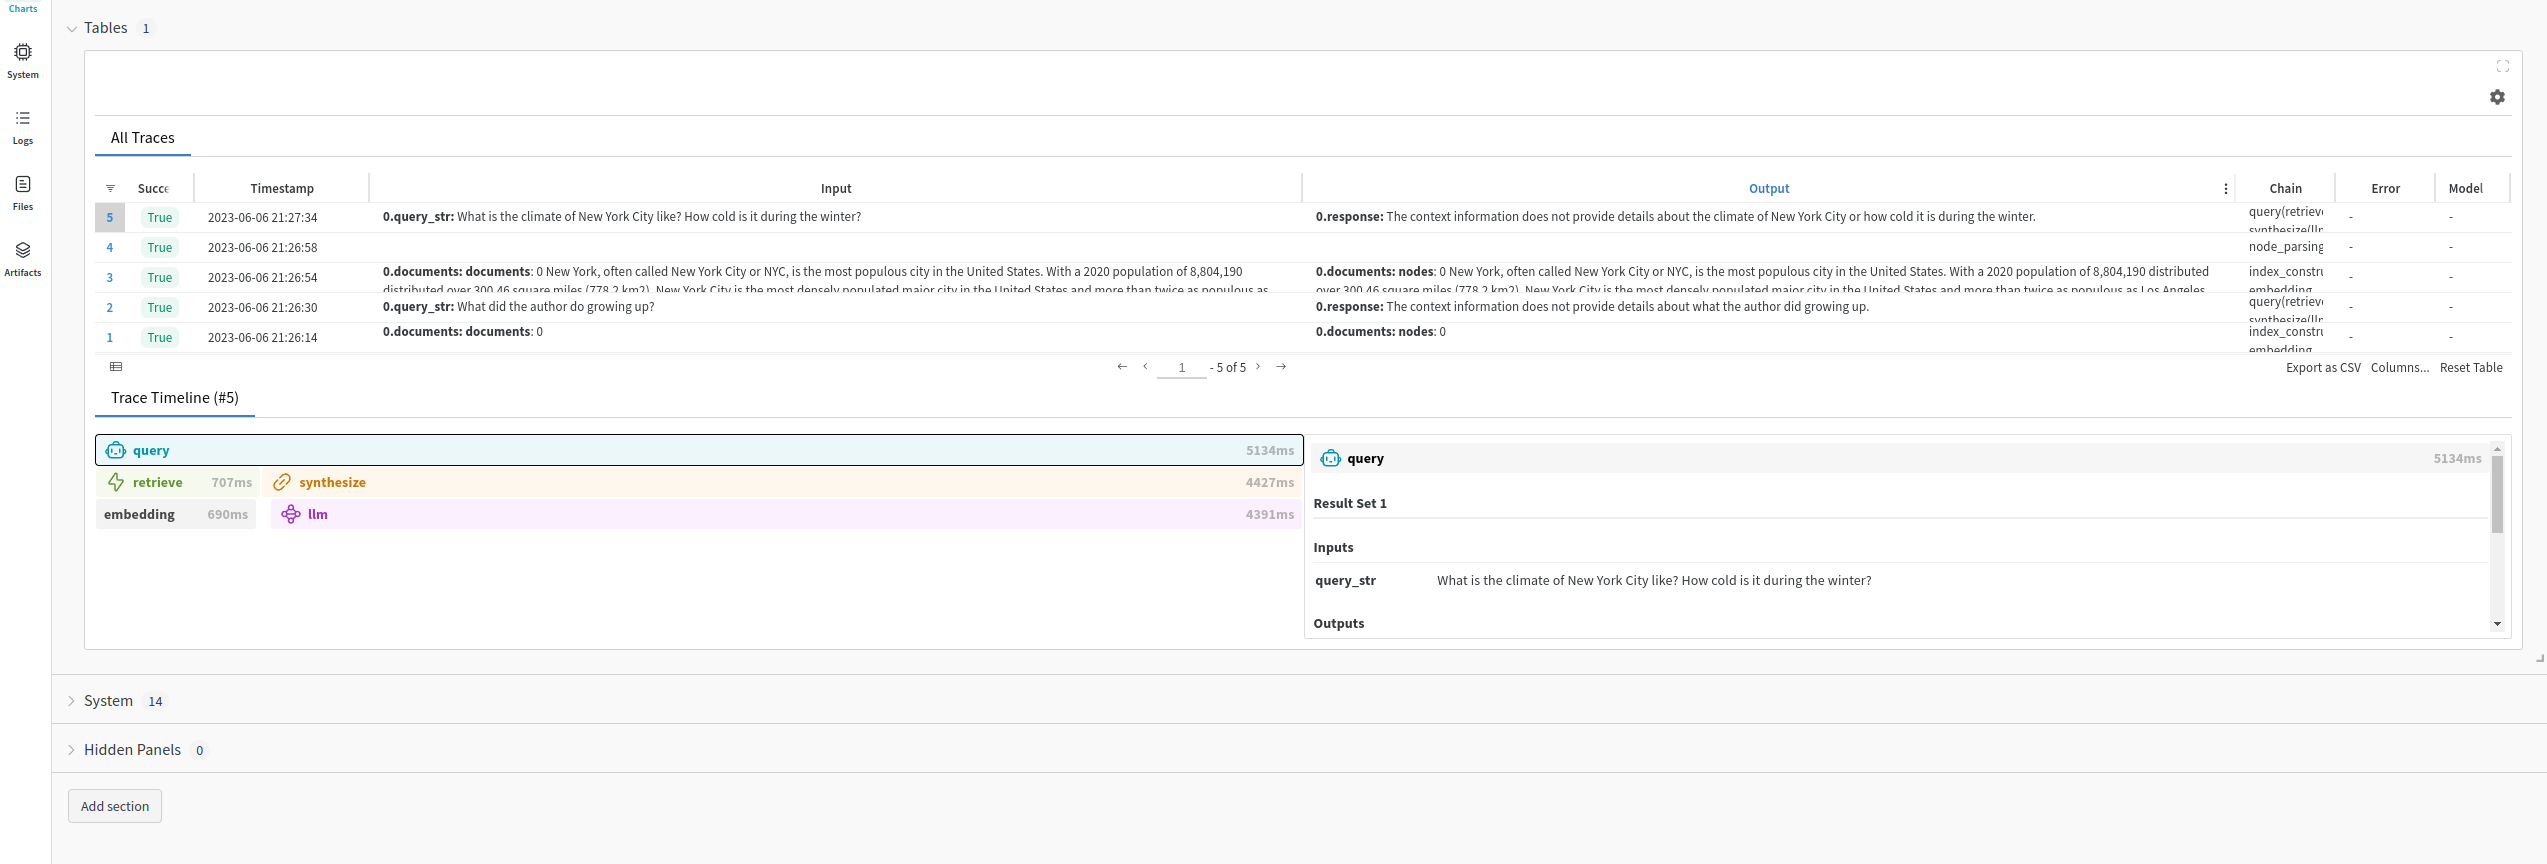 Charts
System
Logs
Files
Artifacts
Tables 1
All Traces
Succe Timestamp Input Output Chain Error Model
5 True 2023-06-06 21:27:34 0.query_str: What is the climate of New York City like? How cold is it during the winter? 0.response: The context information does not provide details about the climate of New York City or how cold it is during the winter. query(retriev - -
synthesize(llr
4 True 2023-06-06 21:26:58 node_parsing - -
3 True 2023-06-06 21:26:54 0.documents: documents: 0 New York, often called New York City or NYC, is the most populous city in the United States. With a 2020 population of 8,804,190 0.documents: nodes: 0 New York, often called New York City or NYC, is the most populous city in the United States. With a 2020 population of 8,804,190 distributed index_constru - -
distributed over 300.46 square miles (778.2 km2), New York City is the most densely populated major city in the United States and more than twice as populous as over 300.46 square miles (778.2 km2), New York City is the most densely populated major city in the United States and more than twice as populous as Los Angeles, embedding
2 True 2023-06-06 21:26:30 0.query_str: What did the author do growing up? 0.response: The context information does not provide details about what the author did growing up. query(retriev - -
synthesize(llr
1 True 2023-06-06 21:26:14 0.documents: documents: 0 0.documents: nodes: 0 index_constru - -
embedding
1 - 5 of 5 Export as CSV Columns... Reset Table
Trace Timeline (#5)
query 5134ms
retrieve 707ms synthesize 4427ms
embedding 690ms llm 4391ms
query 5134ms
Result Set 1
Inputs
query_str What is the climate of New York City like? How cold is it during the winter?
Outputs
System 14
Hidden Panels 0
Add section